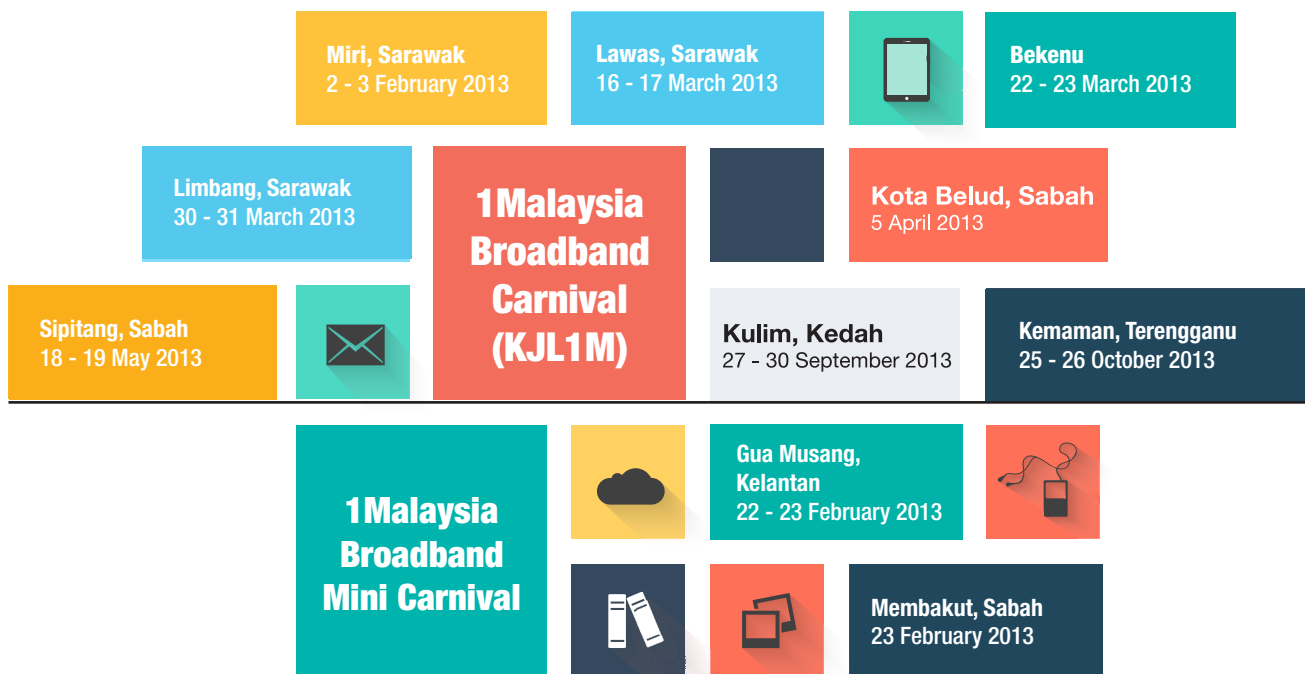 Miri, Sarawak
2 - 3 February 2013
Lawas, Sarawak
16 - 17 March 2013
Bekenu
22 - 23 March 2013
Limbang, Sarawak
30 - 31 March 2013
1Malaysia
Broadband
Carnival
(KJL1M)
Kota Belud, Sabah
5 April 2013
Sipitang, Sabah
18 - 19 May 2013
Kulim, Kedah
27 - 30 September 2013
Kemaman, Terengganu
25 - 26 October 2013
1Malaysia
Broadband
Mini Carnival
Gua Musang,
Kelantan
22 - 23 February 2013
Membakut, Sabah
23 February 2013